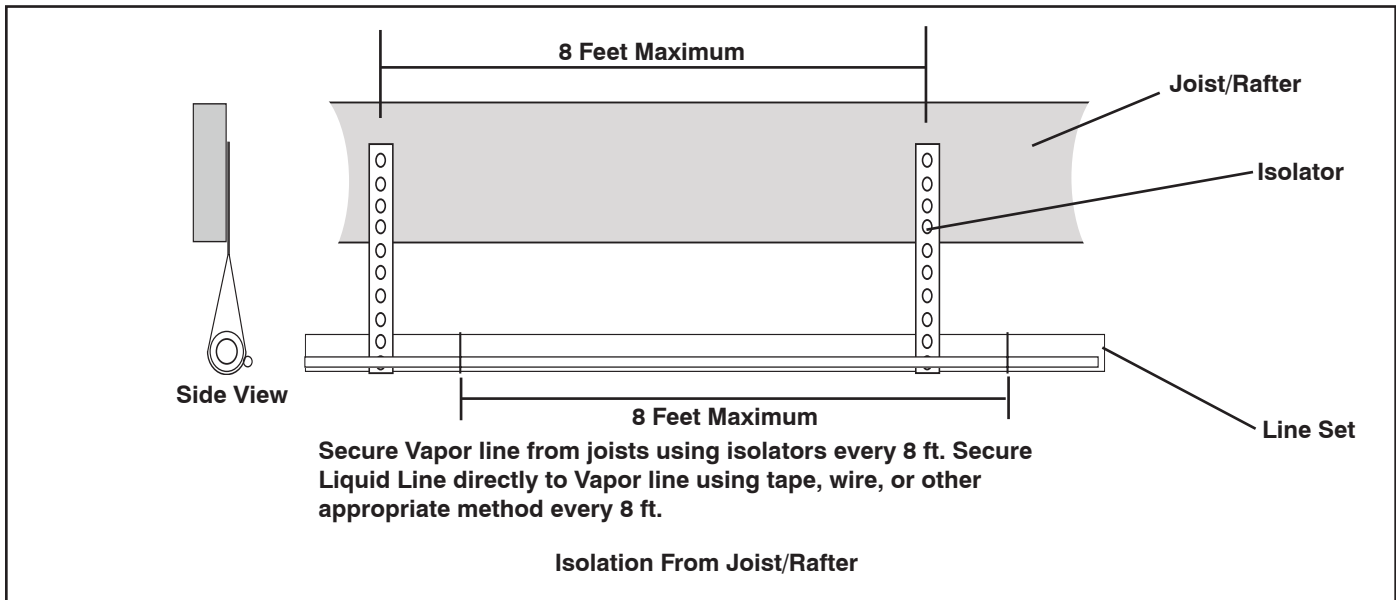 8 Feet Maximum
Joist/Rafter
Isolator
Side View
8 Feet Maximum
Line Set
Secure Vapor line from joists using isolators every 8 ft. Secure
Liquid Line directly to Vapor line using tape, wire, or other
appropriate method every 8 ft.
Isolation From Joist/Rafter